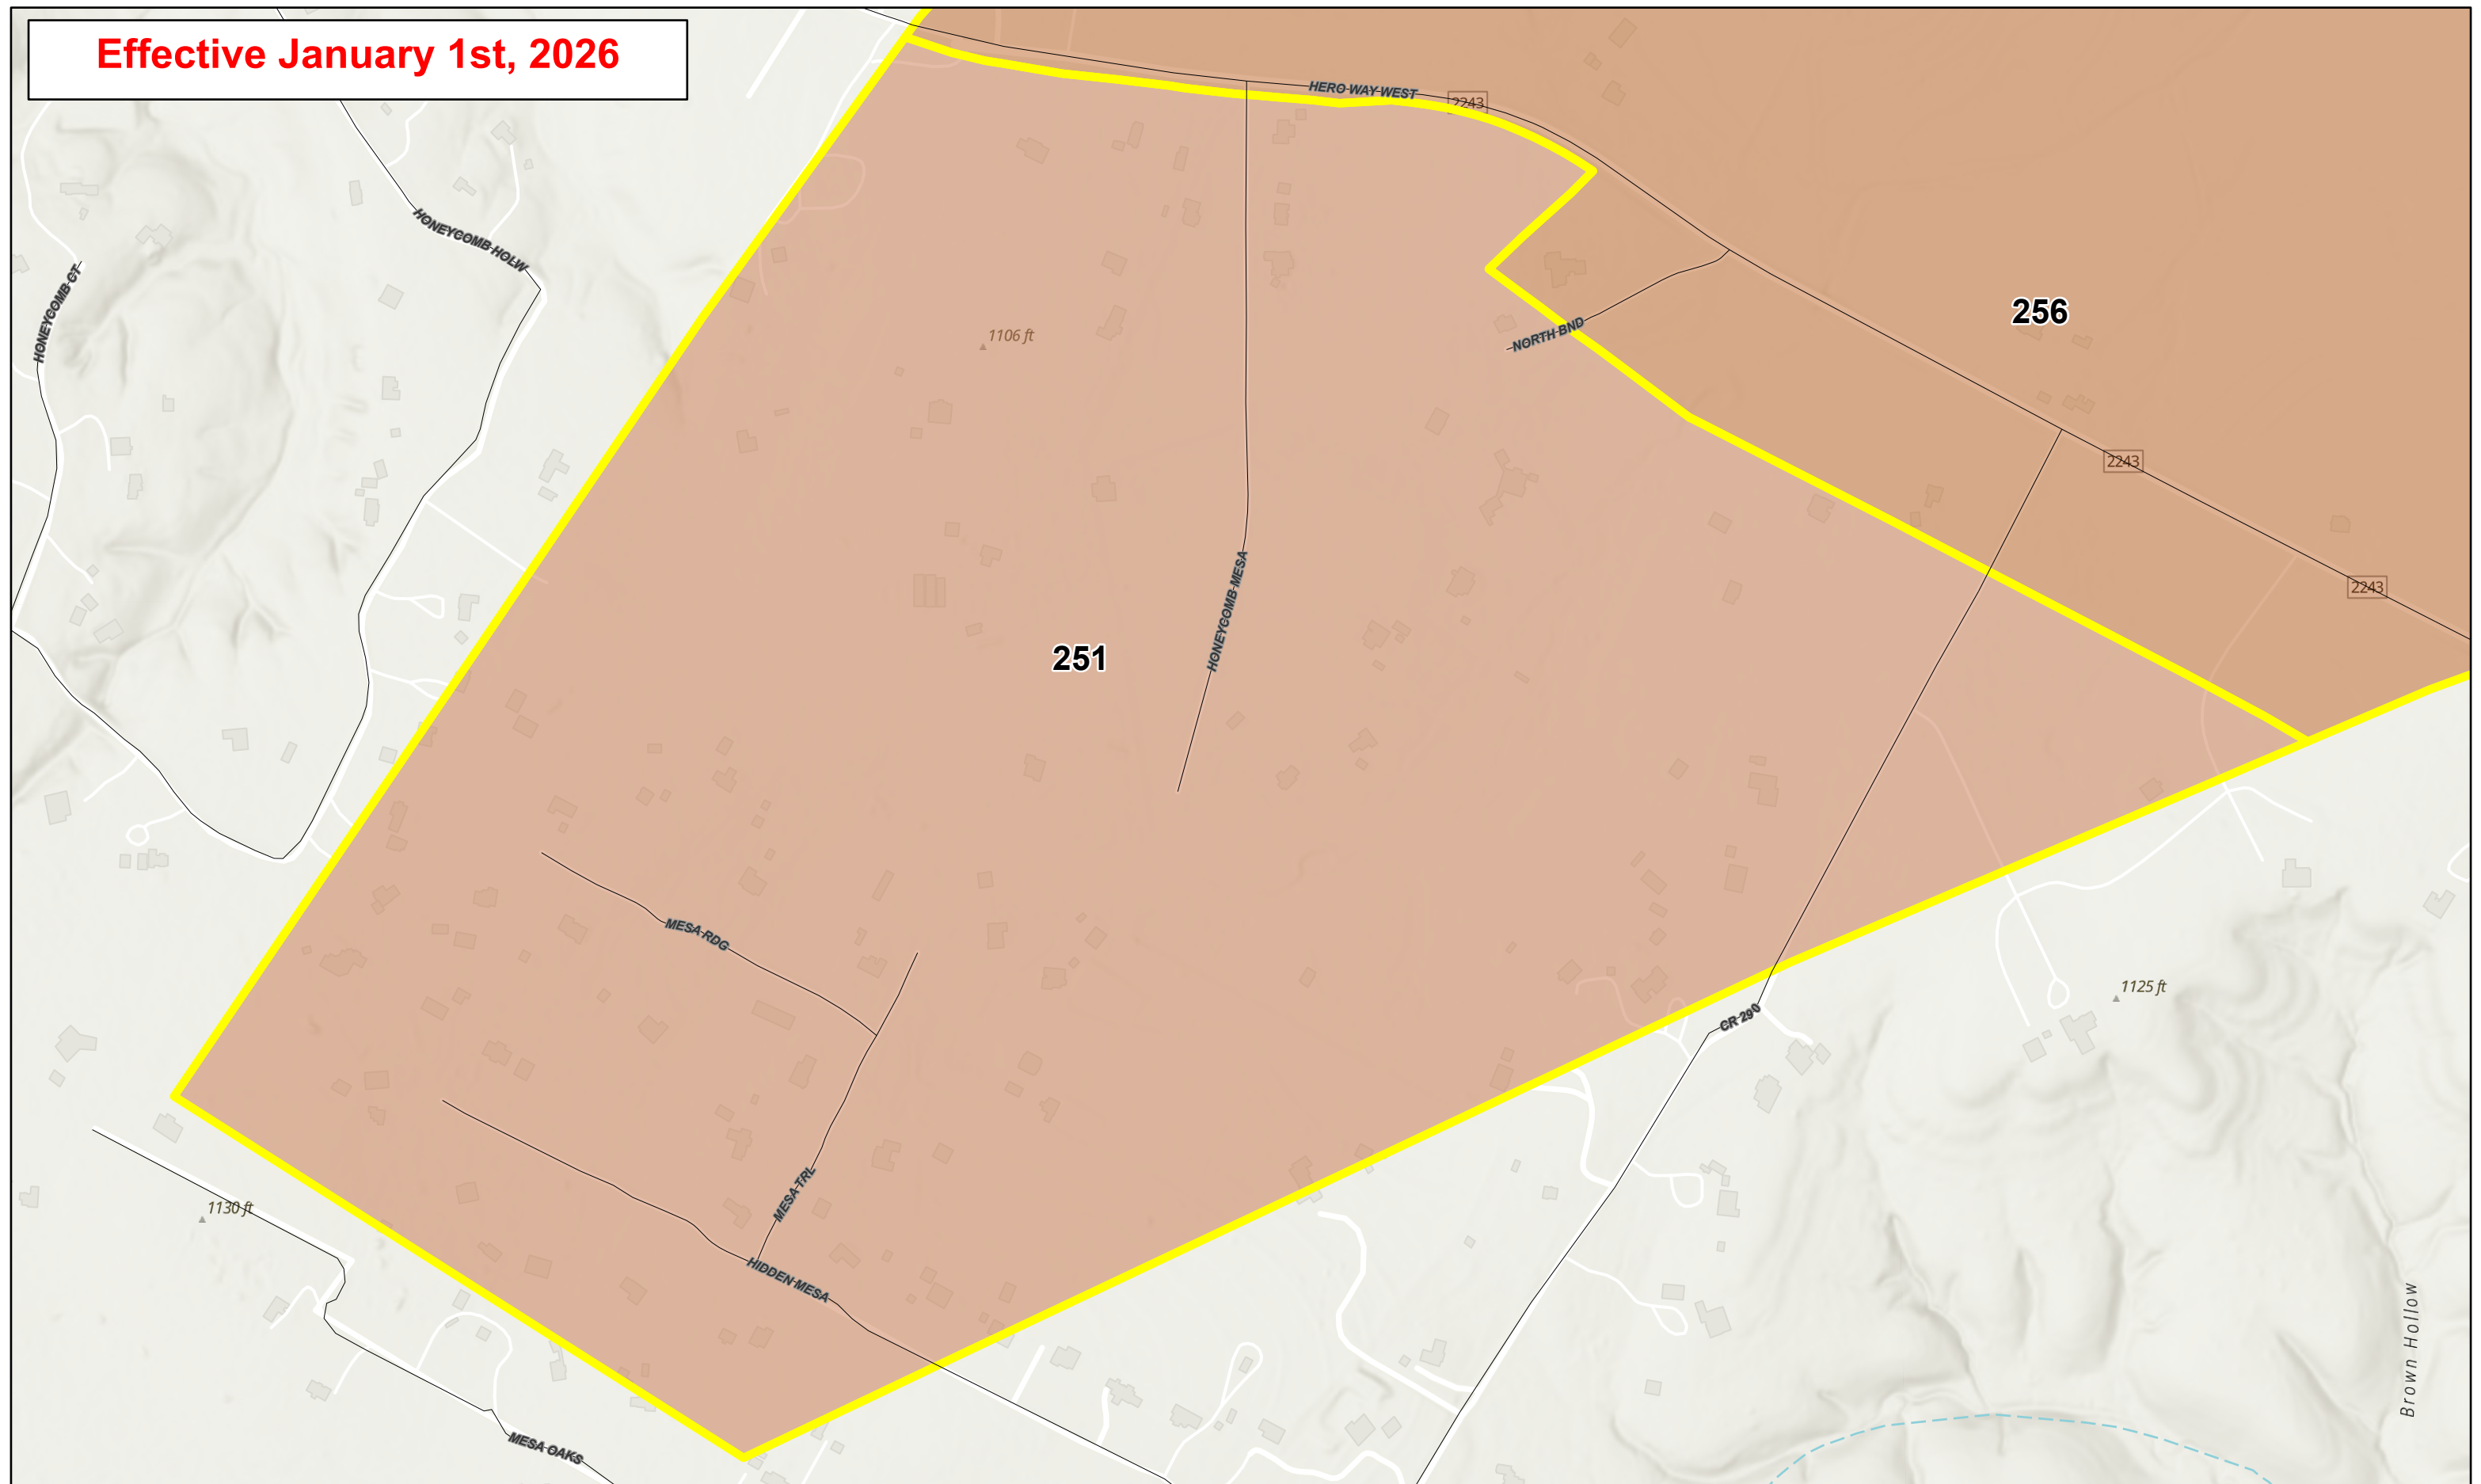 Effective January 1st, 2026
HERO WAY WEST
2243
HONEYCOMB HOLW
HONEYCOMB CT
256
NORTH BND
1106 ft
2243
HONEYCOMB MESA
2243
251
MESA RDG
1125 ft
CR 290
MESA TRL
1130 ft
HIDDEN MESA
Brown Hollow
MESA OAKS